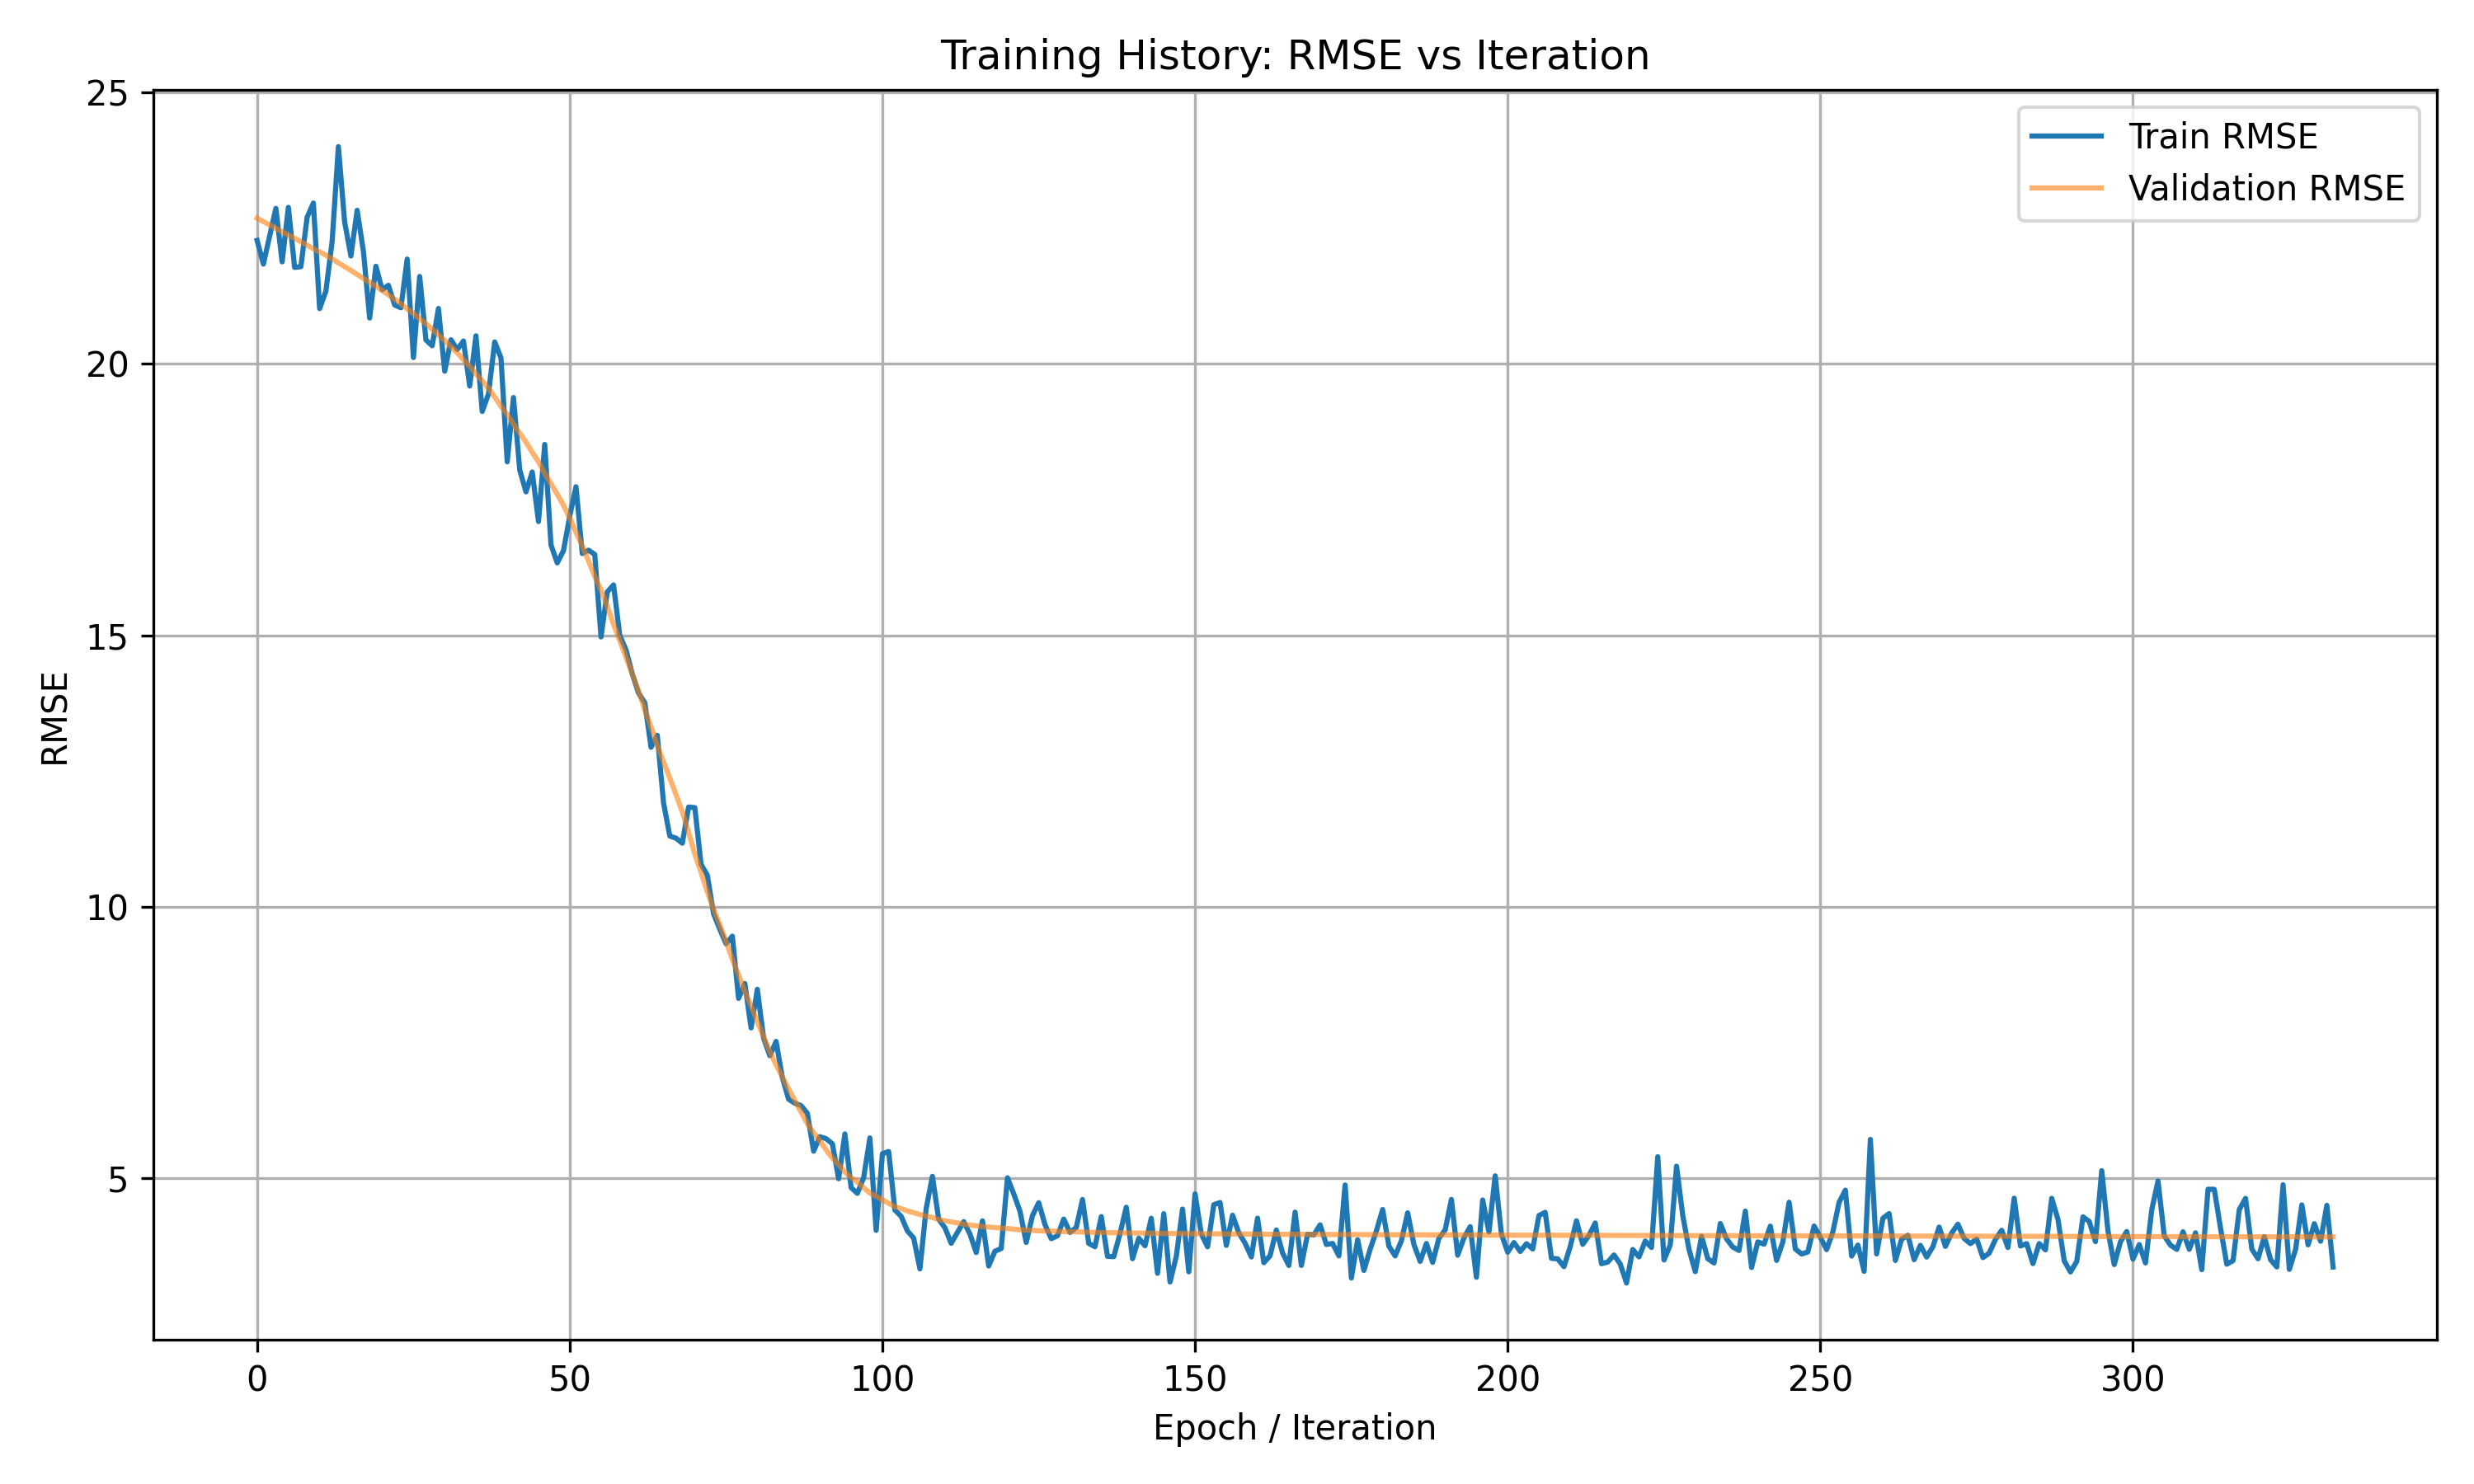 Training History: RMSE vs Iteration
Train RMSE
Validation RMSE
RMSE
25
20
15
10
5
0 50 100 150 200 250 300
Epoch / Iteration